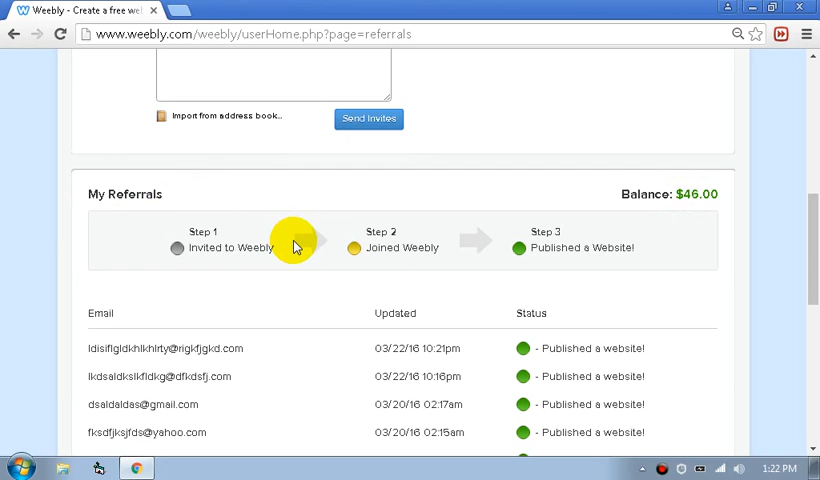 Weebly - Create a free wel
www.weebly.com/weebly/userHome.php?page=referrals
Import from address book...
Send Invites
My Referrals
Balance: $46.00
Step 1
Invited to Weebly
Step 2
Joined Weebly
Step 3
Published a Website!
Email Updated Status
ldisiflgldkhlkhlrty@rigkfjgkd.com 03/22/16 10:21pm - Published a website!
lkdsaldkslkfldkg@dfkdsfj.com 03/22/16 10:16pm - Published a website!
dsaldaldas@gmail.com 03/20/16 02:17am - Published a website!
fksdfjksjfds@yahoo.com 03/20/16 02:15am - Published a website!
1:22 PM